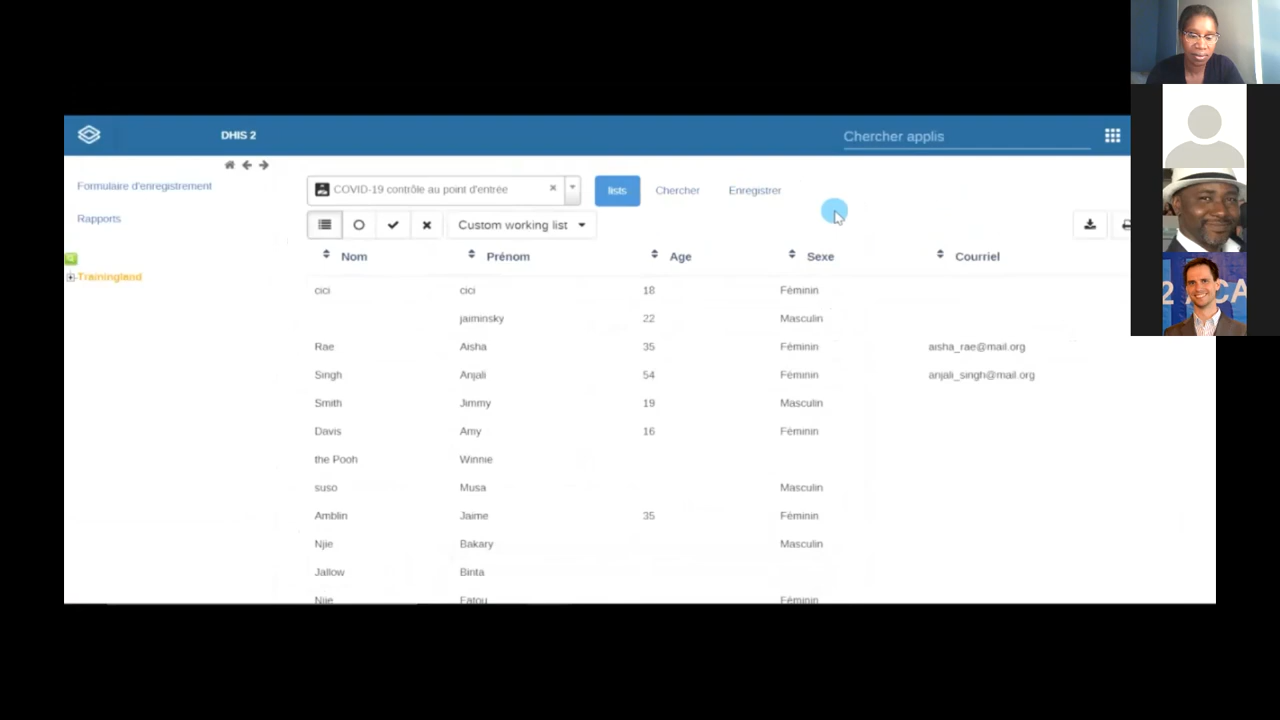 DHIS 2
Chercher applis
Formulaire d'enregistrement
Rapports
Trainingland
COVID-19 contrôle au point d'entrée
lists
Chercher
Enregistrer
Custom working list
Nom Prénom Age Sexe Courriel
cici cici 18 Féminin
jaiminsky 22 Masculin
Rae Aisha 35 Féminin aisha_rae@mail.org
Singh Anjali 54 Féminin anjali_singh@mail.org
Smith Jimmy 19 Masculin
Davis Amy 16 Féminin
the Pooh Winnie
suso Musa Masculin
Amblin Jaime 35 Féminin
Njie Bakary Masculin
Jallow Binta
Njie Fatou Féminin